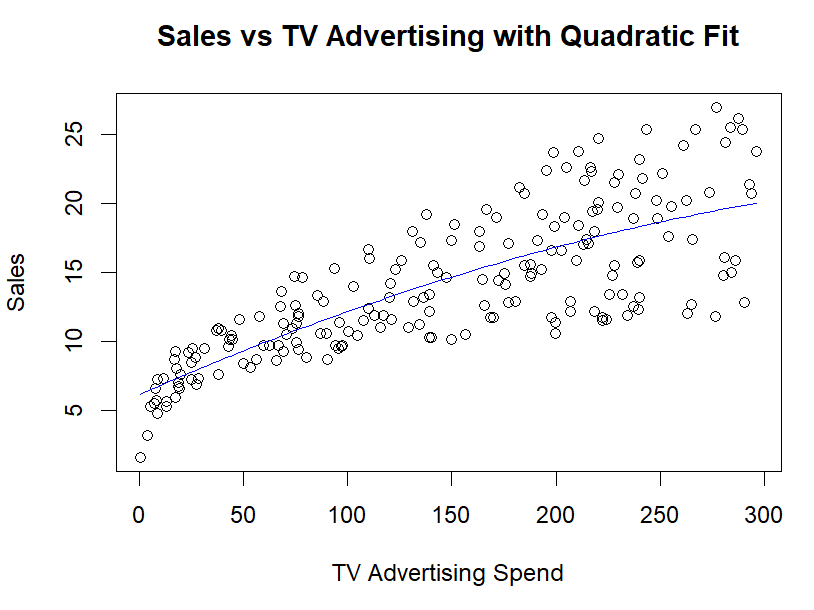 Sales vs TV Advertising with Quadratic Fit
25
20
15
10
5
Sales
0 50 100 150 200 250 300
TV Advertising Spend